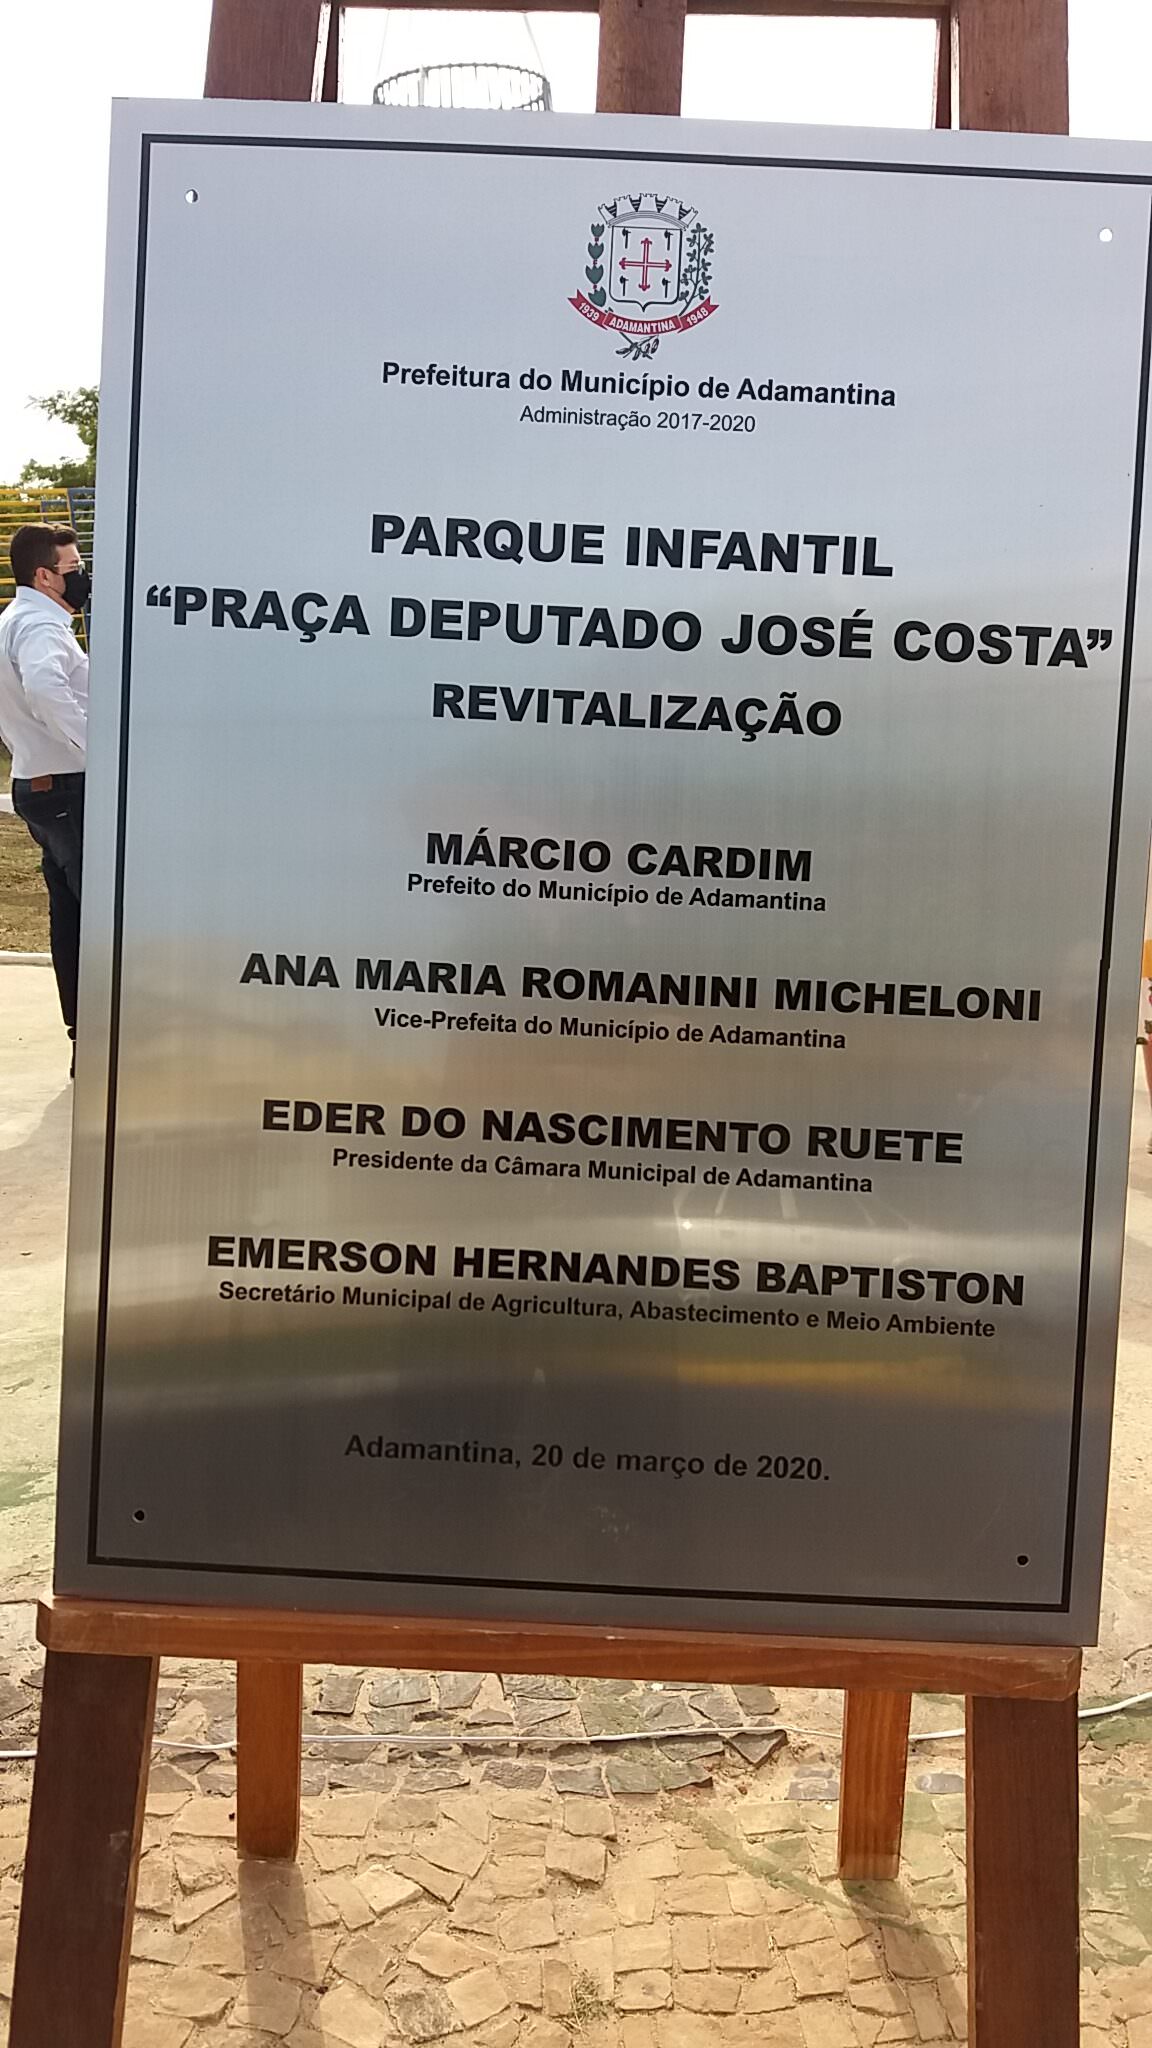 1939 ADAMANTINA 1948
Prefeitura do Município de Adamantina
Administração 2017-2020
PARQUE INFANTIL
“PRAÇA DEPUTADO JOSÉ COSTA”
REVITALIZAÇÃO
MÁRCIO CARDIM
Prefeito do Município de Adamantina
ANA MARIA ROMANINI MICHELONI
Vice-Prefeita do Município de Adamantina
EDER DO NASCIMENTO RUETE
Presidente da Câmara Municipal de Adamantina
EMERSON HERNANDES BAPTISTON
Secretário Municipal de Agricultura, Abastecimento e Meio Ambiente
Adamantina, 20 de março de 2020.